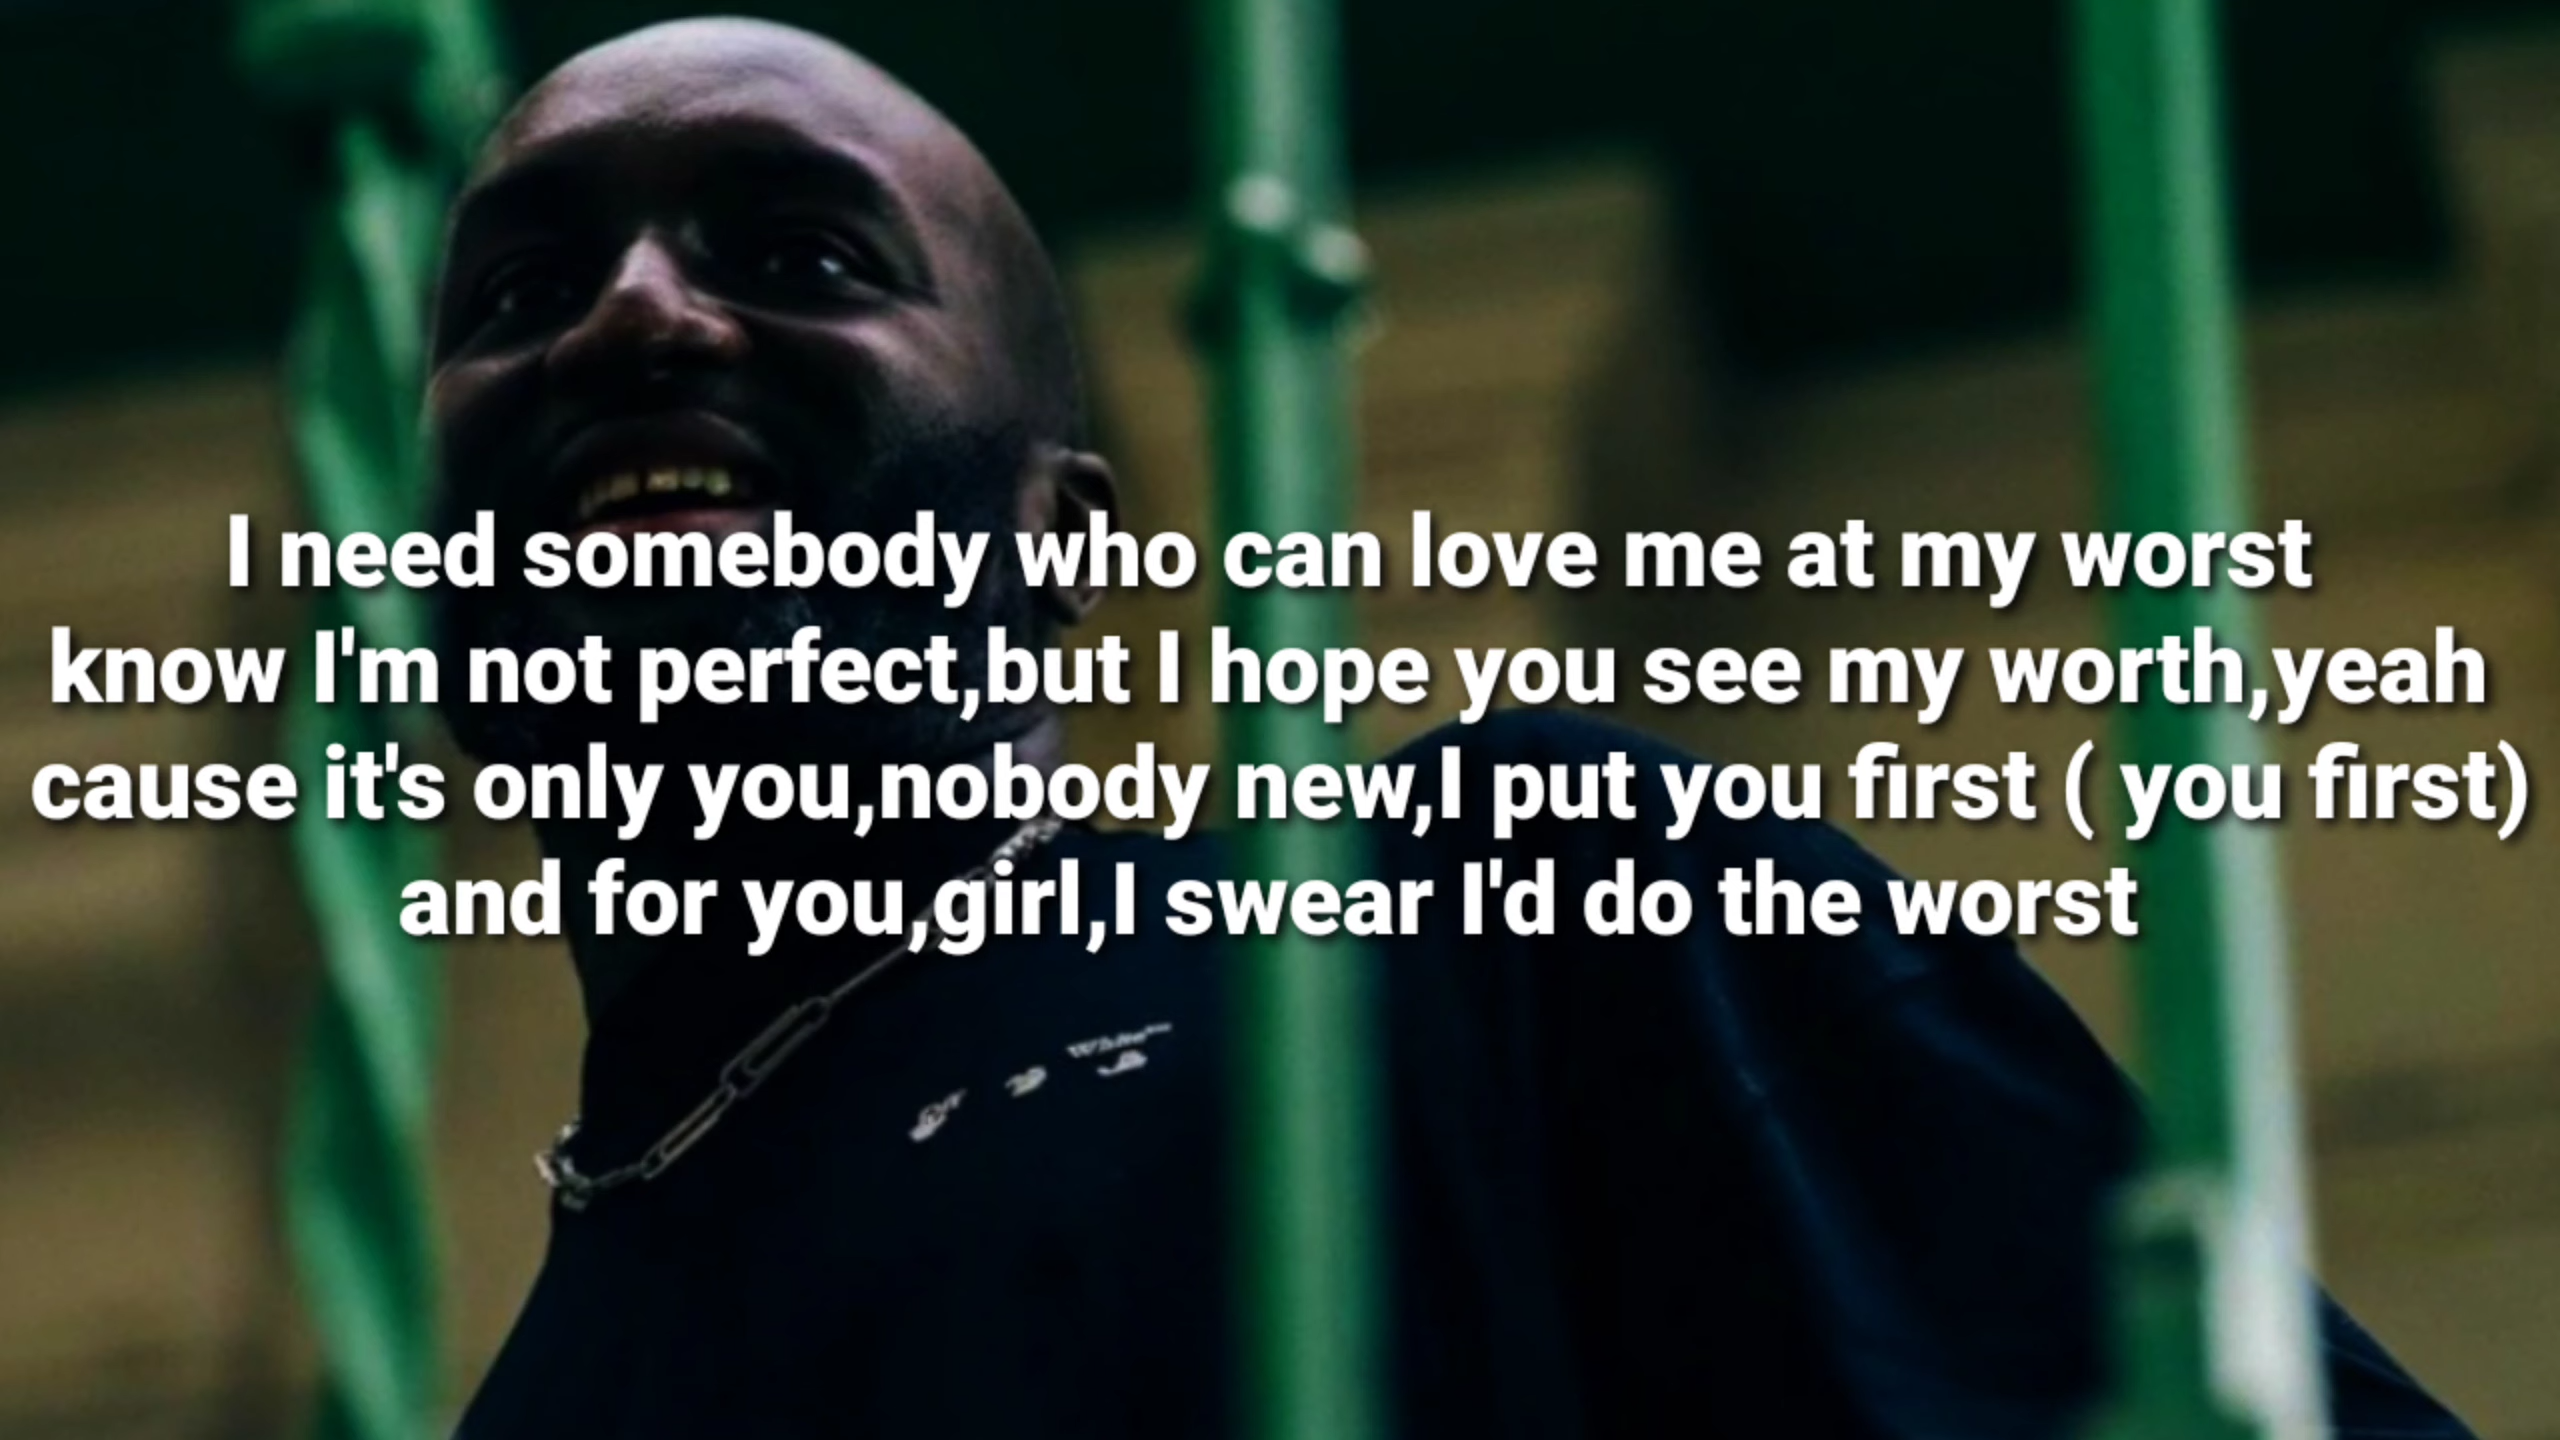 I need somebody who can love me at my worst
know I'm not perfect,but I hope you see my worth,yeah
cause it's only you,nobody new,I put you first ( you first)
and for you,girl,I swear I'd do the worst
White™